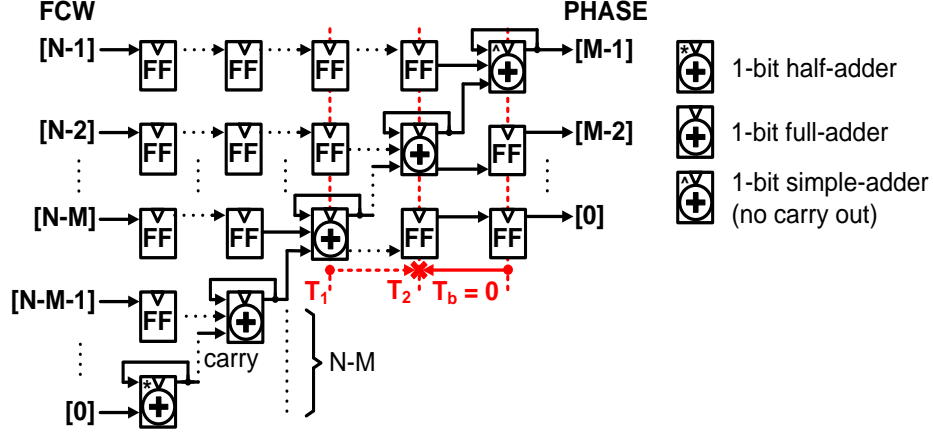 FCW PHASE
[N-1] FF FF FF FF ^ [M-1]
[N-2] FF FF FF FF [M-2]
[N-M] FF FF FF FF [0]
T1 T2 Tb = 0
[N-M-1] FF
carry N-M
[0] *
* 1-bit half-adder
1-bit full-adder
^ 1-bit simple-adder
(no carry out)